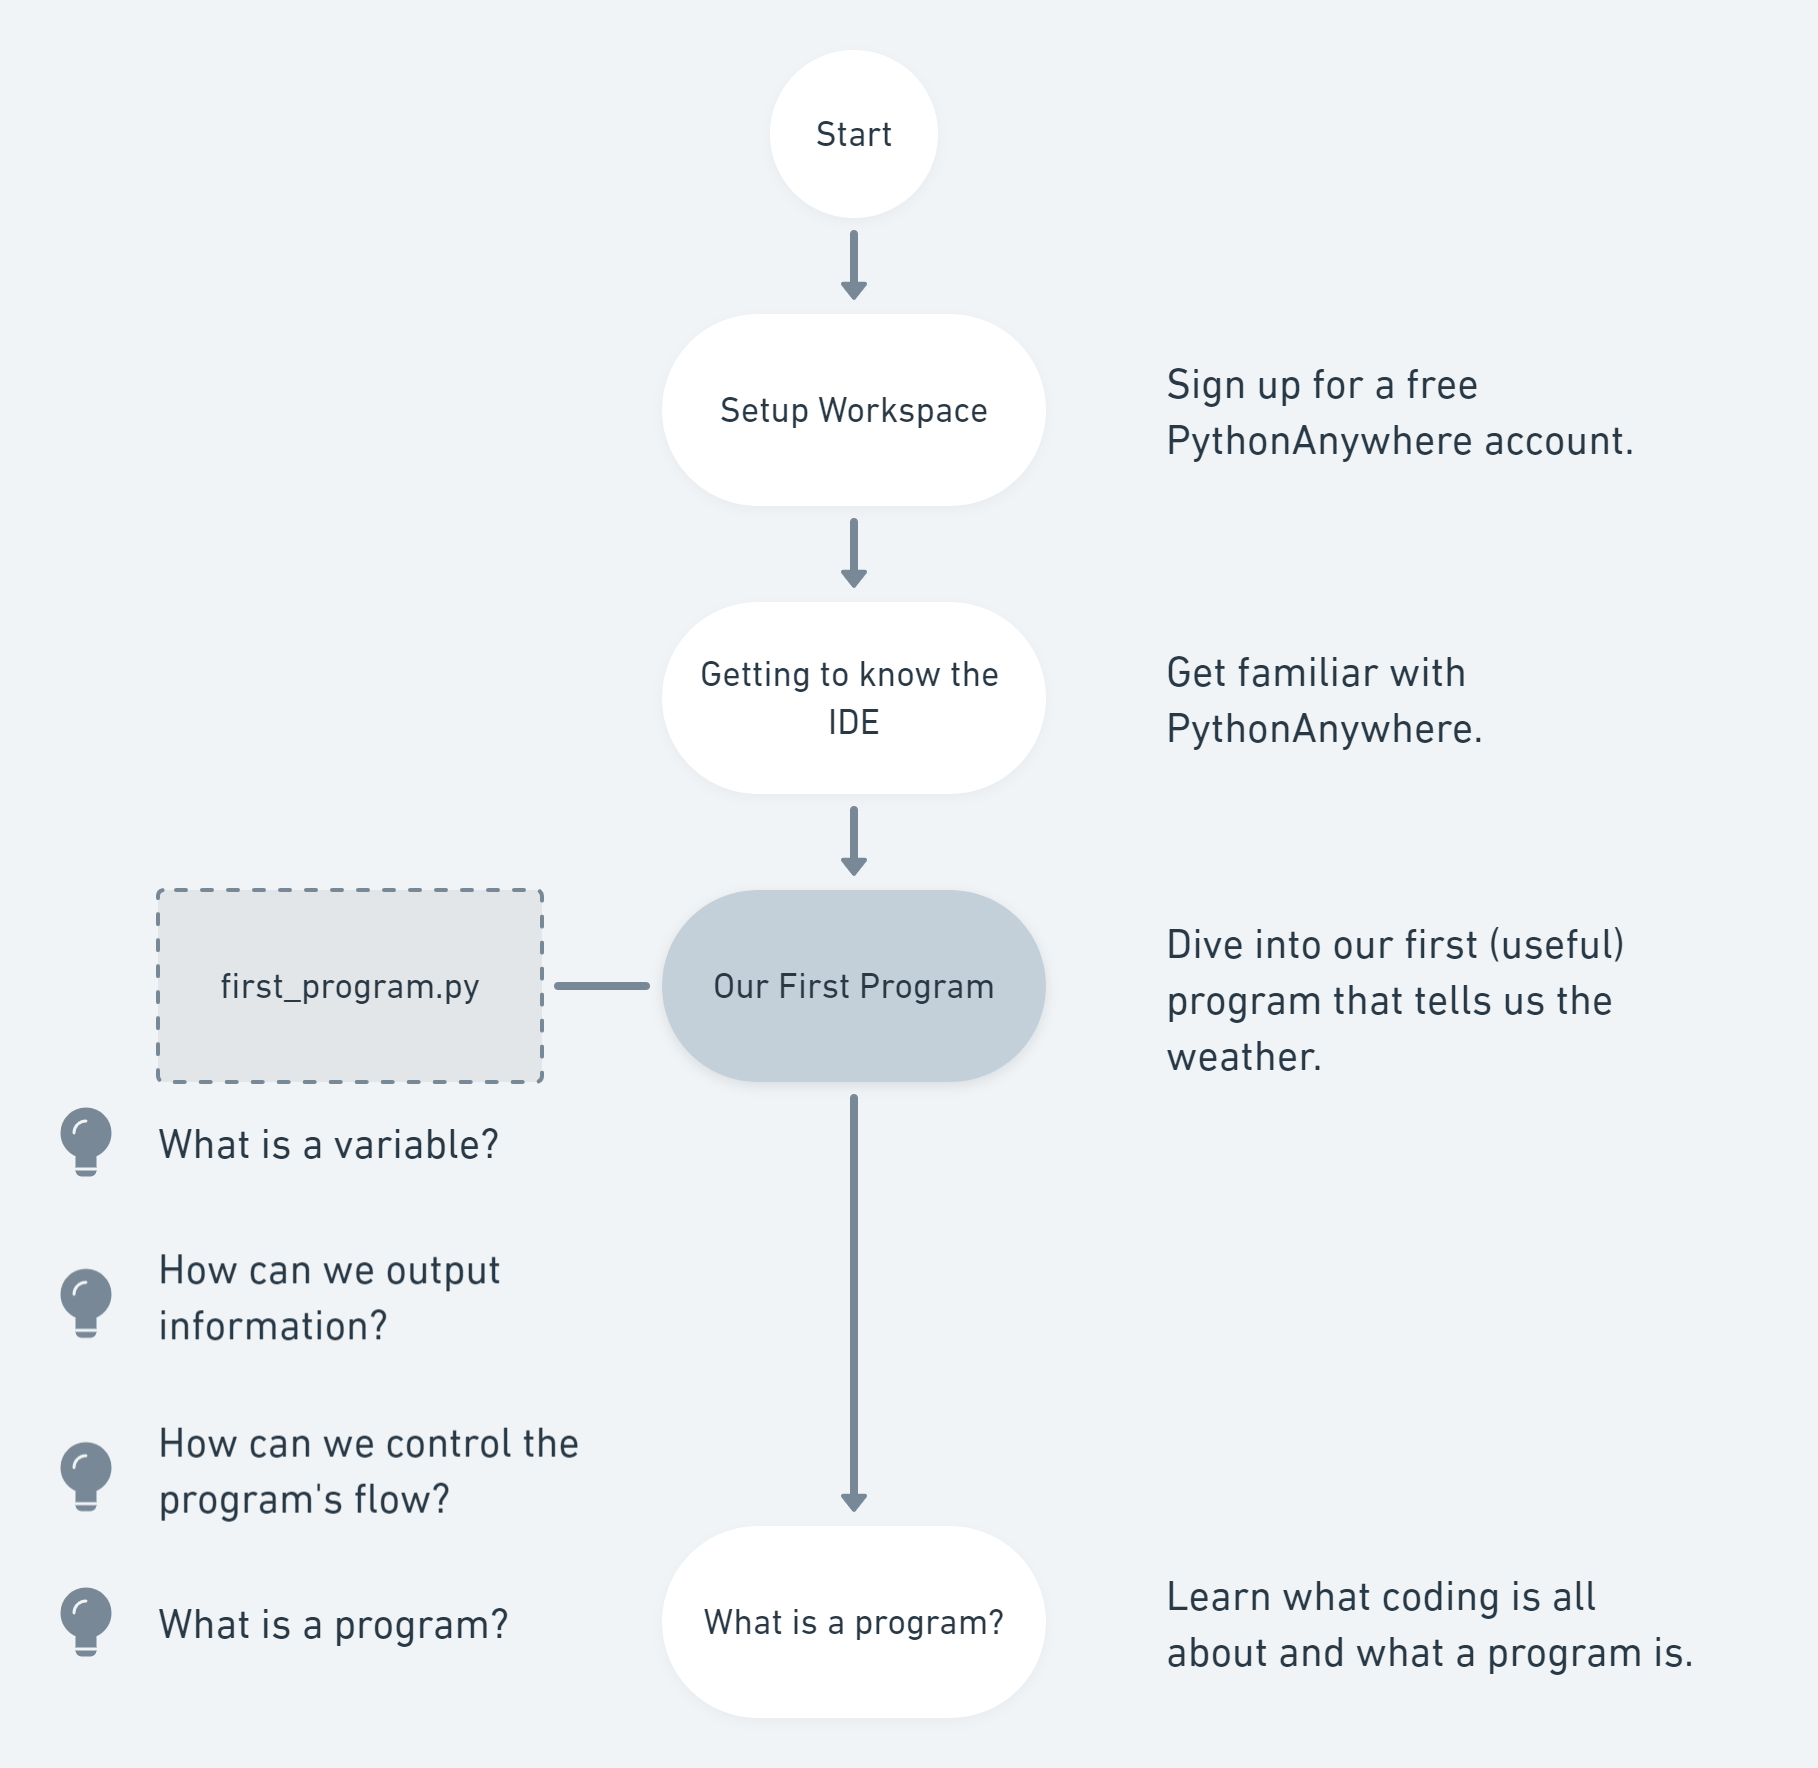 Start
Setup Workspace
Sign up for a free
PythonAnywhere account.
Getting to know the
IDE
Get familiar with
PythonAnywhere.
first_program.py
Our First Program
Dive into our first (useful)
program that tells us the
weather.
What is a variable?
How can we output
information?
How can we control the
program's flow?
What is a program?
What is a program?
Learn what coding is all
about and what a program is.